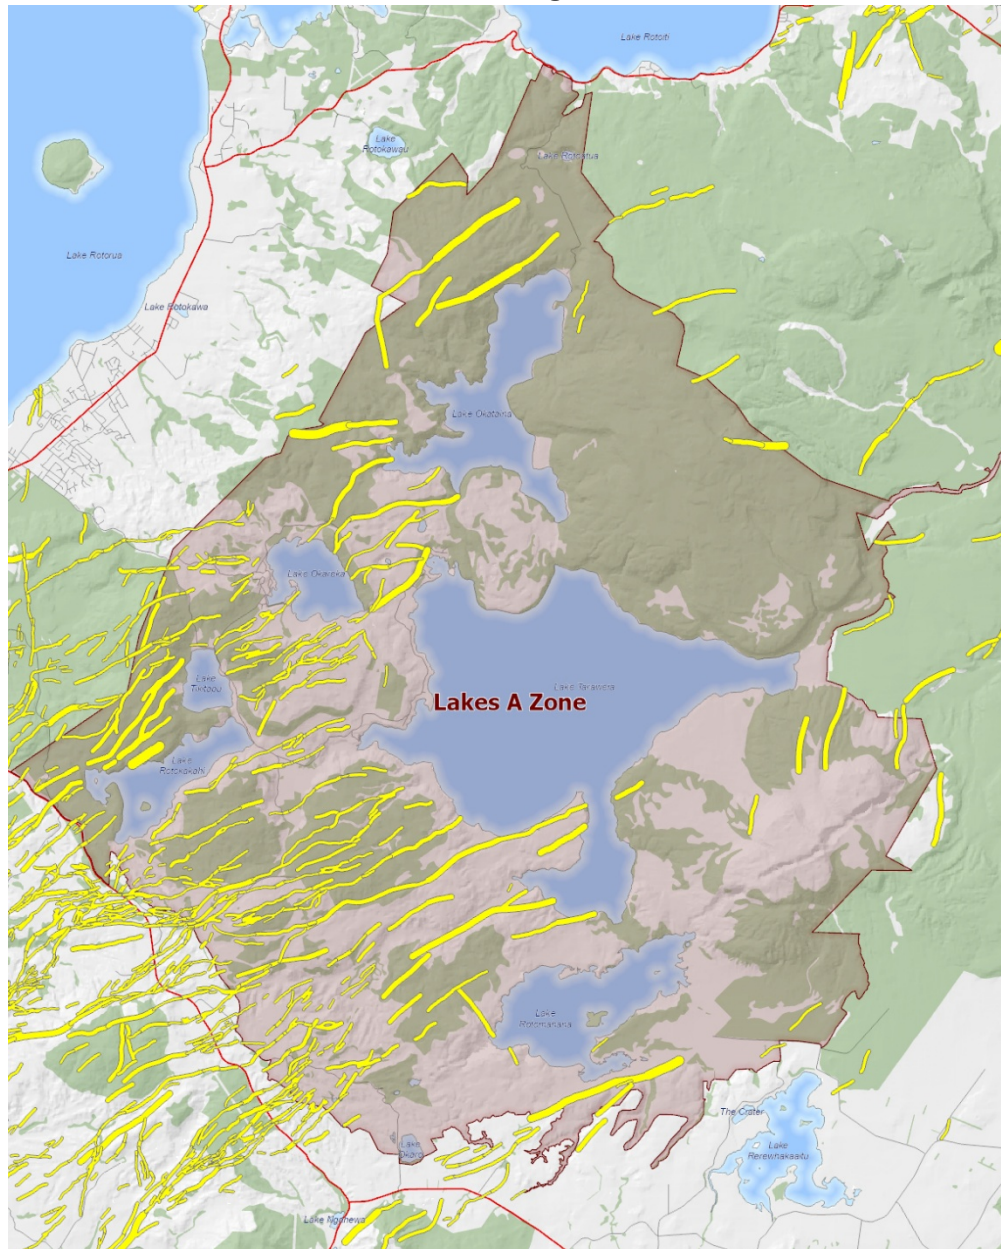 Lake Rotoiti
Lake
Rotokawau
Lake Rotoatua
Lake Rotorua
Lake Rotokawa
Lake Okataina
Lake Okareka
Lake
Tikitapu
Lake Tarawera
Lakes A Zone
Lake
Rotokakahi
Lake
Rotomahana
The Crater
Lake
Rerewhakaaitu
Lake
Okaro
Lake Ngahewa